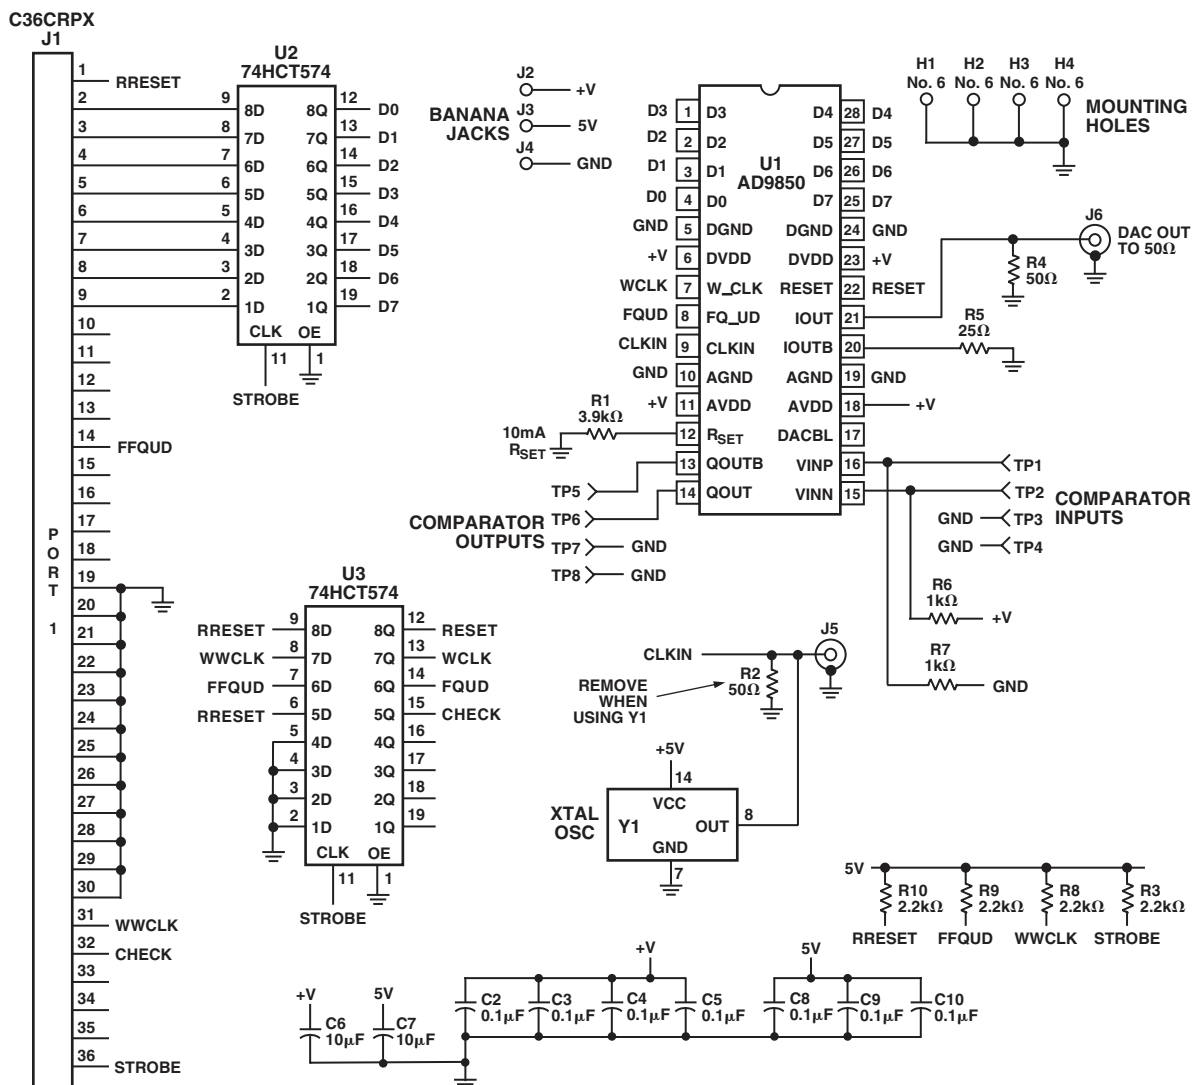 C36CRPX
J1
PORT 1
1 RRESET
2
3
4
5
6
7
8
9
10
11
12
13
14 FFQUD
15
16
17
18
19
20
21
22
23
24
25
26
27
28
29
30
31 WWCLK
32 CHECK
33
34
35
36 STROBE
U2
74HCT574
9 8D 8Q 12 D0
8 7D 7Q 13 D1
7 6D 6Q 14 D2
6 5D 5Q 15 D3
5 4D 4Q 16 D4
4 3D 3Q 17 D5
3 2D 2Q 18 D6
2 1D 1Q 19 D7
CLK OE
11 1
STROBE
BANANA
JACKS
J2 +V
J3 5V
J4 GND
U1
AD9850
D3 1 D3 D4 28 D4
D2 2 D2 D5 27 D5
D1 3 D1 D6 26 D6
D0 4 D0 D7 25 D7
GND 5 DGND DGND 24 GND
+V 6 DVDD DVDD 23 +V
WCLK 7 W_CLK RESET 22 RESET
FQUD 8 FQ_UD IOUT 21
CLKIN 9 CLKIN IOUTB 20
GND 10 AGND AGND 19 GND
+V 11 AVDD AVDD 18 +V
12 RSET DACBL 17
13 QOUTB VINP 16
14 QOUT VINN 15
R1
3.9kΩ
10mA
RSET
TP5
TP6
TP7 GND
TP8 GND
COMPARATOR
OUTPUTS
H1 H2 H3 H4
No. 6 No. 6 No. 6 No. 6
MOUNTING
HOLES
J6
DAC OUT
TO 50Ω
R4
50Ω
R5
25Ω
TP1
TP2
GND TP3
GND TP4
COMPARATOR
INPUTS
R6
1kΩ
+V
R7
1kΩ
GND
U3
74HCT574
RRESET 9 8D 8Q 12 RESET
WWCLK 8 7D 7Q 13 WCLK
FFQUD 7 6D 6Q 14 FQUD
RRESET 6 5D 5Q 15 CHECK
5 4D 4Q 16
4 3D 3Q 17
3 2D 2Q 18
2 1D 1Q 19
CLK OE
11 1
STROBE
CLKIN
J5
R2
50Ω
REMOVE
WHEN
USING Y1
+5V
14
XTAL
OSC
VCC
Y1
OUT 8
GND
7
5V
R10
2.2kΩ
R9
2.2kΩ
R8
2.2kΩ
R3
2.2kΩ
RRESET FFQUD WWCLK STROBE
+V
C6
10µF
5V
C7
10µF
+V
C2
0.1µF
C3
0.1µF
C4
0.1µF
C5
0.1µF
5V
C8
0.1µF
C9
0.1µF
C10
0.1µF